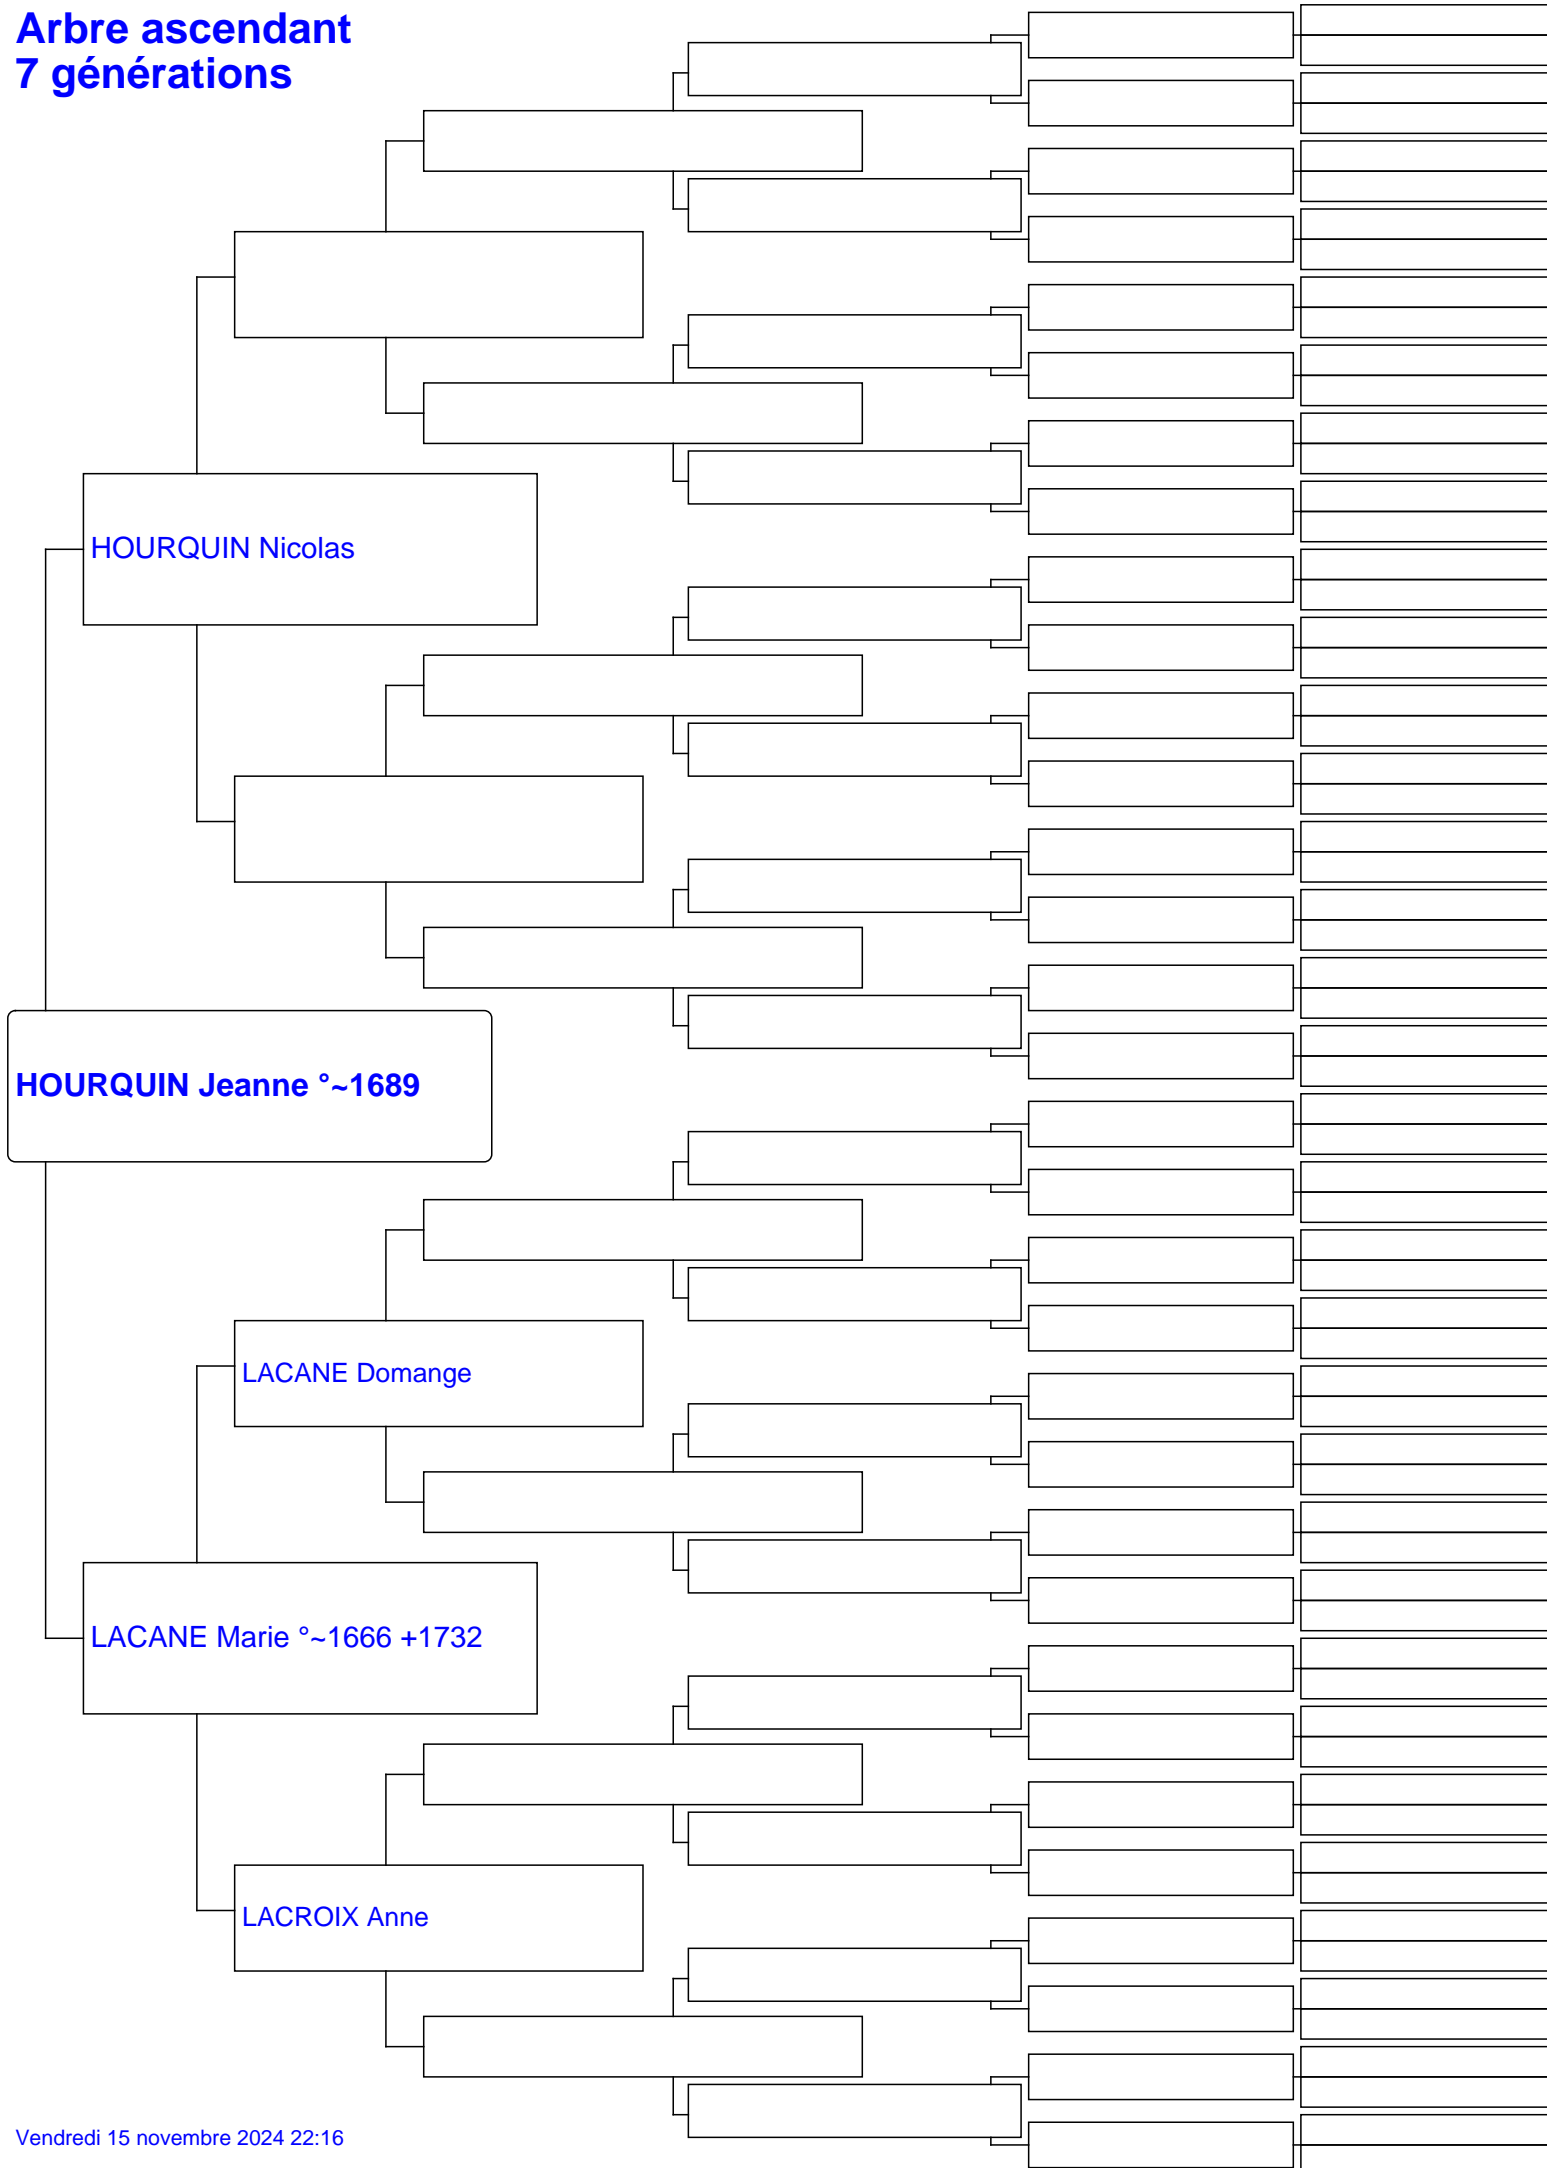 Arbre ascendant
7 générations
HOURQUIN Nicolas
HOURQUIN Jeanne °~1689
LACANE Domange
LACANE Marie °~1666 +1732
LACROIX Anne
Vendredi 15 novembre 2024 22:16